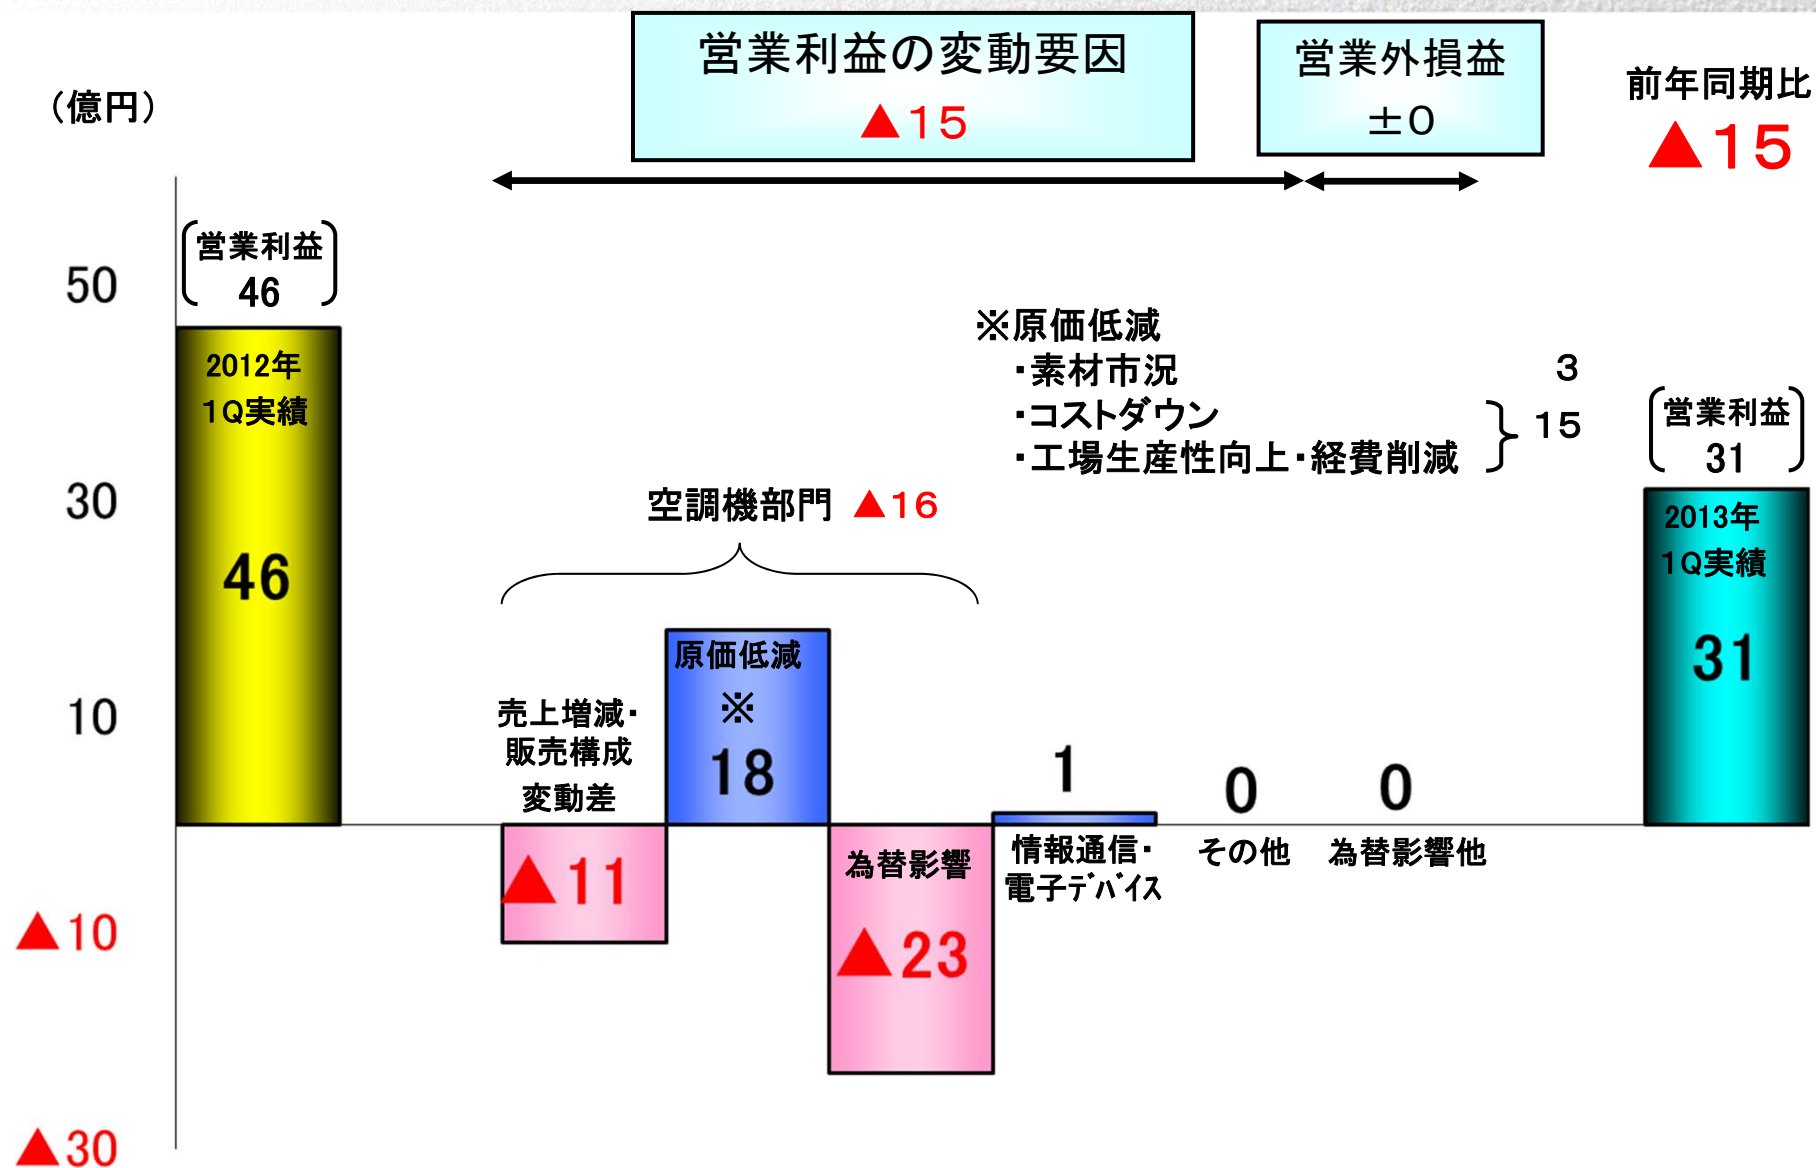 営業利益の変動要因
▲15
営業外損益
±0
前年同期比
▲15
(億円)
営業利益
46
50
30
10
▲10
▲30
2012年
1Q実績
46
※原価低減
・素材市況 3
・コストダウン
・工場生産性向上・経費削減
15
空調機部門 ▲16
売上増減・
販売構成
変動差
▲11
原価低減
※
18
為替影響
▲23
1
情報通信・
電子デバイス
0
その他
0
為替影響他
営業利益
31
2013年
1Q実績
31